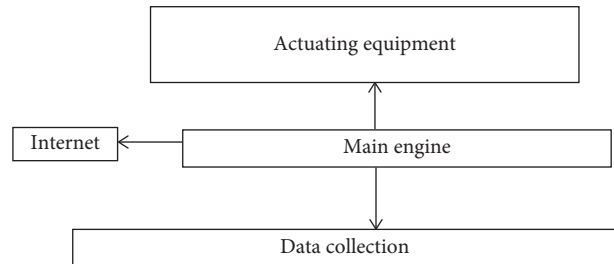 Actuating equipment
Internet
Main engine
Data collection